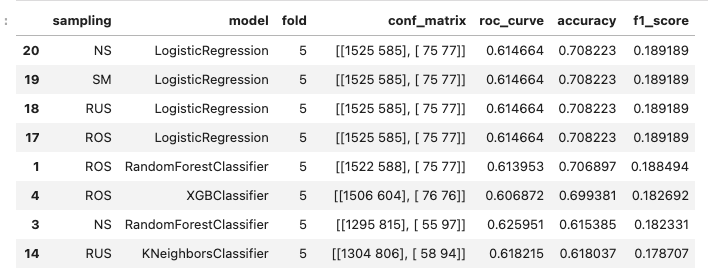 :
sampling model fold conf_matrix roc_curve accuracy f1_score
20 NS LogisticRegression 5 [[1525 585], [ 75 77]] 0.614664 0.708223 0.189189
19 SM LogisticRegression 5 [[1525 585], [ 75 77]] 0.614664 0.708223 0.189189
18 RUS LogisticRegression 5 [[1525 585], [ 75 77]] 0.614664 0.708223 0.189189
17 ROS LogisticRegression 5 [[1525 585], [ 75 77]] 0.614664 0.708223 0.189189
1 ROS RandomForestClassifier 5 [[1522 588], [ 75 77]] 0.613953 0.706897 0.188494
4 ROS XGBClassifier 5 [[1506 604], [ 76 76]] 0.606872 0.699381 0.182692
3 NS RandomForestClassifier 5 [[1295 815], [ 55 97]] 0.625951 0.615385 0.182331
14 RUS KNeighborsClassifier 5 [[1304 806], [ 58 94]] 0.618215 0.618037 0.178707